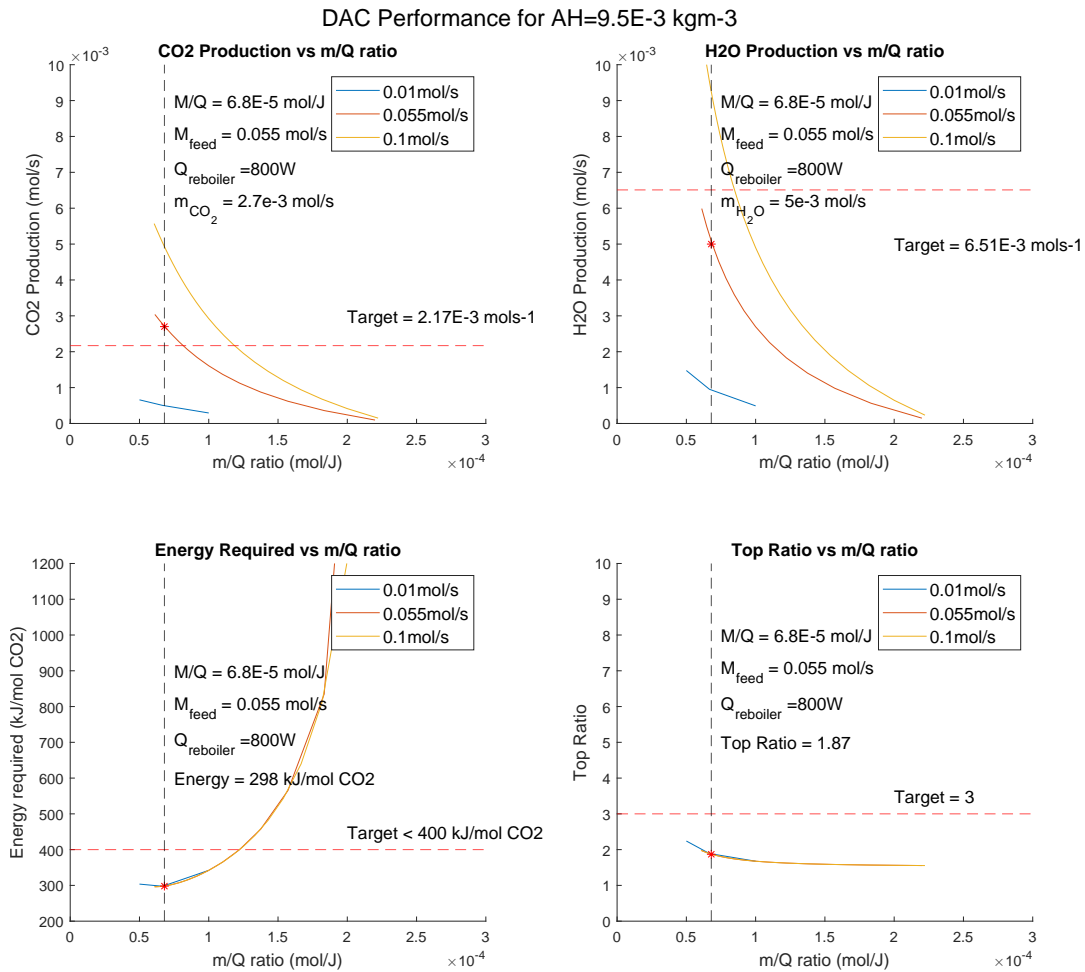 DAC Performance for AH=9.5E-3 kgm-3
CO2 Production vs m/Q ratio
×10-3
10
9
8
7
6
5
4
3
2
1
0
CO2 Production (mol/s)
M/Q = 6.8E-5 mol/J
Mfeed = 0.055 mol/s
Qreboiler =800W
mCO2 = 2.7e-3 mol/s
0.01mol/s
0.055mol/s
0.1mol/s
Target = 2.17E-3 mols-1
0 0.5 1 1.5 2 2.5 3
m/Q ratio (mol/J)
×10-4
H2O Production vs m/Q ratio
×10-3
10
9
8
7
6
5
4
3
2
1
0
H2O Production (mol/s)
M/Q = 6.8E-5 mol/J
Mfeed = 0.055 mol/s
Qreboiler =800W
mH2O = 5e-3 mol/s
0.01mol/s
0.055mol/s
0.1mol/s
Target = 6.51E-3 mols-1
0 0.5 1 1.5 2 2.5 3
m/Q ratio (mol/J)
×10-4
Energy Required vs m/Q ratio
1200
1100
1000
900
800
700
600
500
400
300
200
Energy required (kJ/mol CO2)
0.01mol/s
0.055mol/s
0.1mol/s
M/Q = 6.8E-5 mol/J
Mfeed = 0.055 mol/s
Qreboiler =800W
Energy = 298 kJ/mol CO2
Target < 400 kJ/mol CO2
0 0.5 1 1.5 2 2.5 3
m/Q ratio (mol/J)
×10-4
Top Ratio vs m/Q ratio
10
9
8
7
6
5
4
3
2
1
0
Top Ratio
0.01mol/s
0.055mol/s
0.1mol/s
M/Q = 6.8E-5 mol/J
Mfeed = 0.055 mol/s
Qreboiler =800W
Top Ratio = 1.87
Target = 3
0 0.5 1 1.5 2 2.5 3
m/Q ratio (mol/J)
×10-4